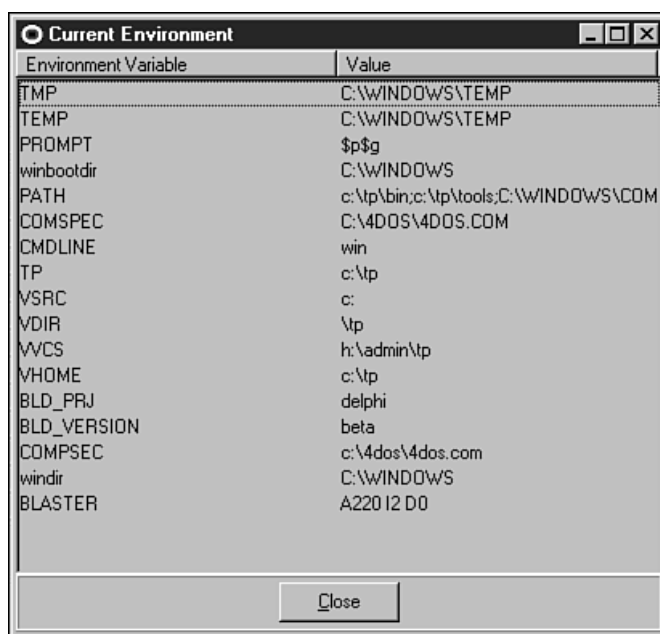 Current Environment
Environment Variable Value
TMP C:\WINDOWS\TEMP
TEMP C:\WINDOWS\TEMP
PROMPT $p$g
winbootdir C:\WINDOWS
PATH c:\tp\bin;c:\tp\tools;C:\WINDOWS\COM
COMSPEC C:\4DOS\4DOS.COM
CMDLINE win
TP c:\tp
VSRC c:
VDIR \tp
VVCS h:\admin\tp
VHOME c:\tp
BLD_PRJ delphi
BLD_VERSION beta
COMPSEC c:\4dos\4dos.com
windir C:\WINDOWS
BLASTER A220 I2 D0
Close